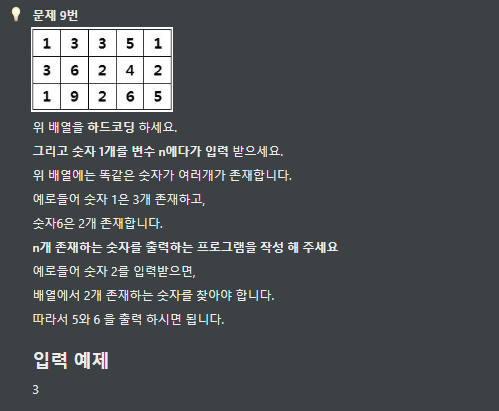 문제 9번
1 3 3 5 1
3 6 2 4 2
1 9 2 6 5
위 배열을 하드코딩 하세요.
그리고 숫자 1개를 변수 n에다가 입력 받으세요.
위 배열에는 똑같은 숫자가 여러개가 존재합니다.
예로들어 숫자 1은 3개 존재하고,
숫자6은 2개 존재합니다.
n개 존재하는 숫자를 출력하는 프로그램을 작성 해 주세요
예로들어 숫자 2를 입력받으면,
배열에서 2개 존재하는 숫자를 찾아야 합니다.
따라서 5와 6 을 출력 하시면 됩니다.
입력 예제
3